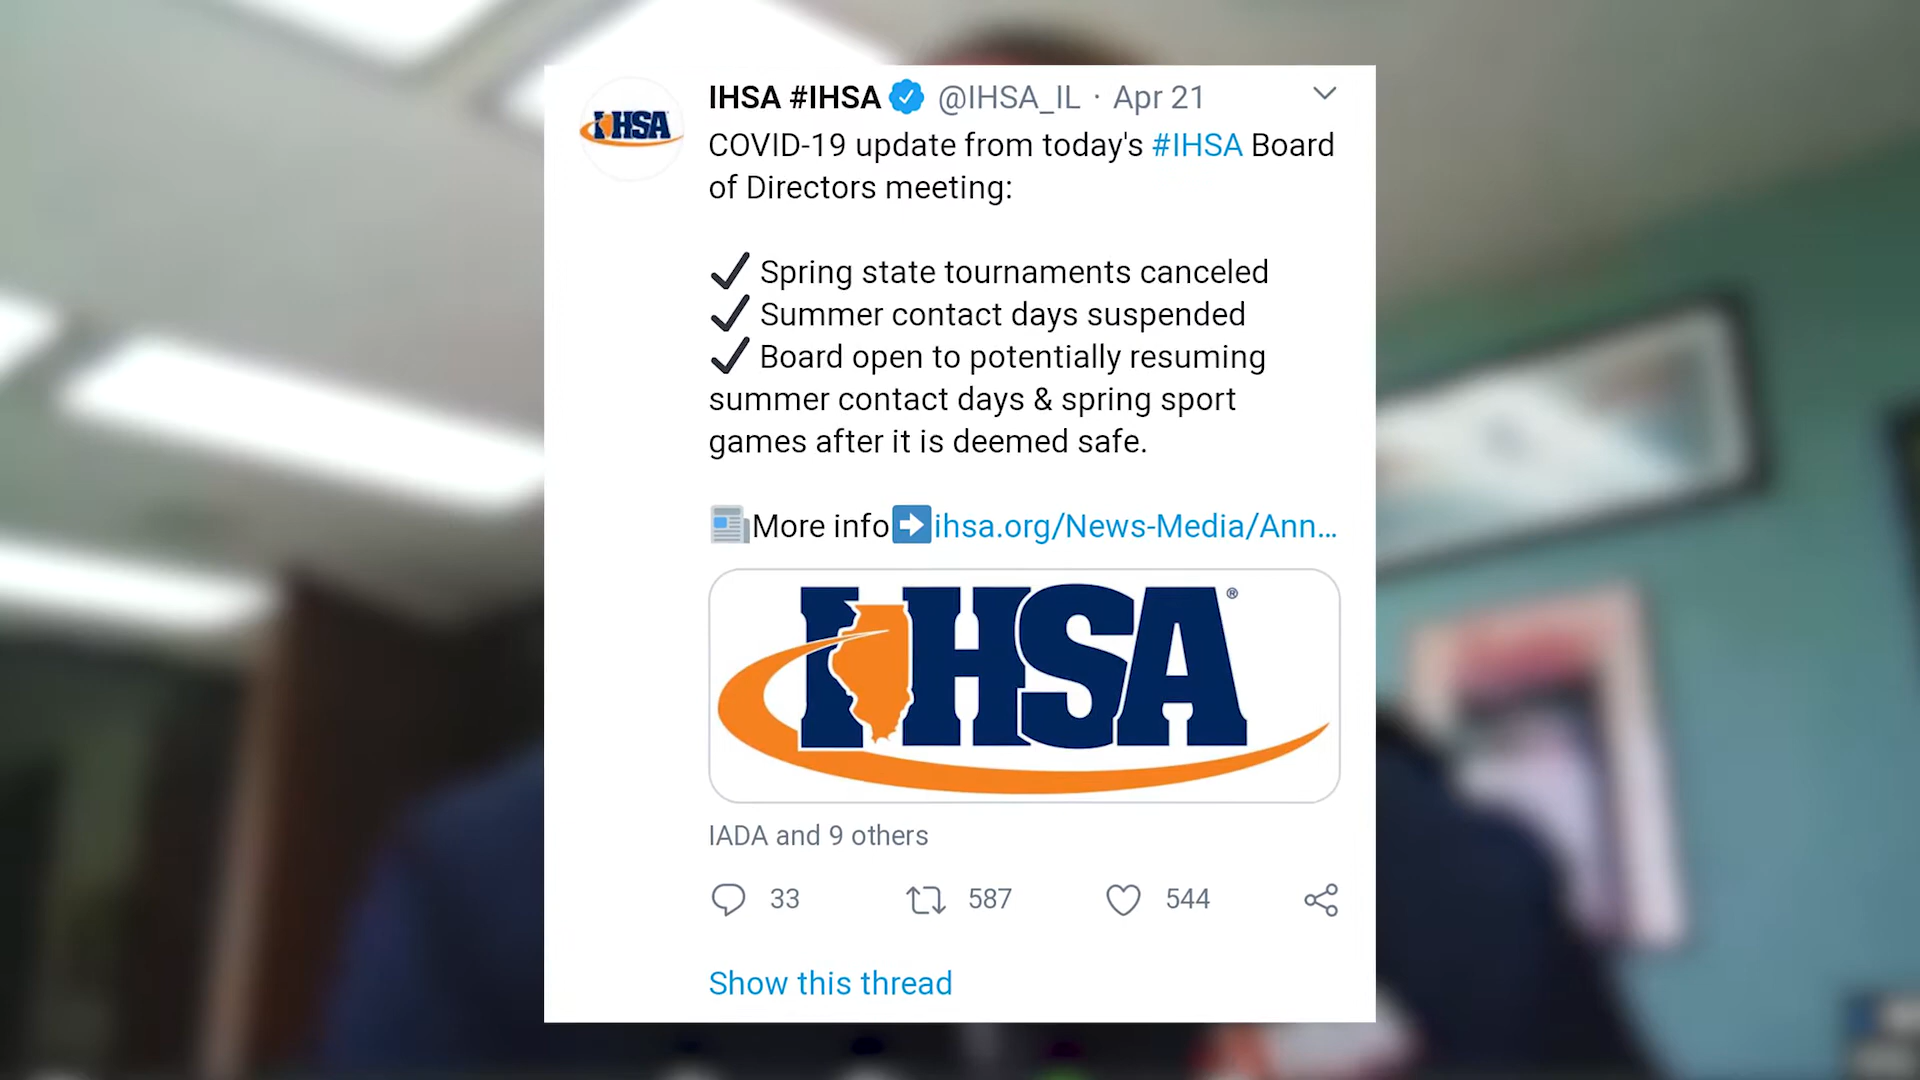 IHSA
IHSA #IHSA @IHSA_IL · Apr 21
COVID-19 update from today's #IHSA Board
of Directors meeting:
✔ Spring state tournaments canceled
✔ Summer contact days suspended
✔ Board open to potentially resuming
summer contact days & spring sport
games after it is deemed safe.
More info➡ihsa.org/News-Media/Ann...
IHSA®
IADA and 9 others
33 587 544
Show this thread